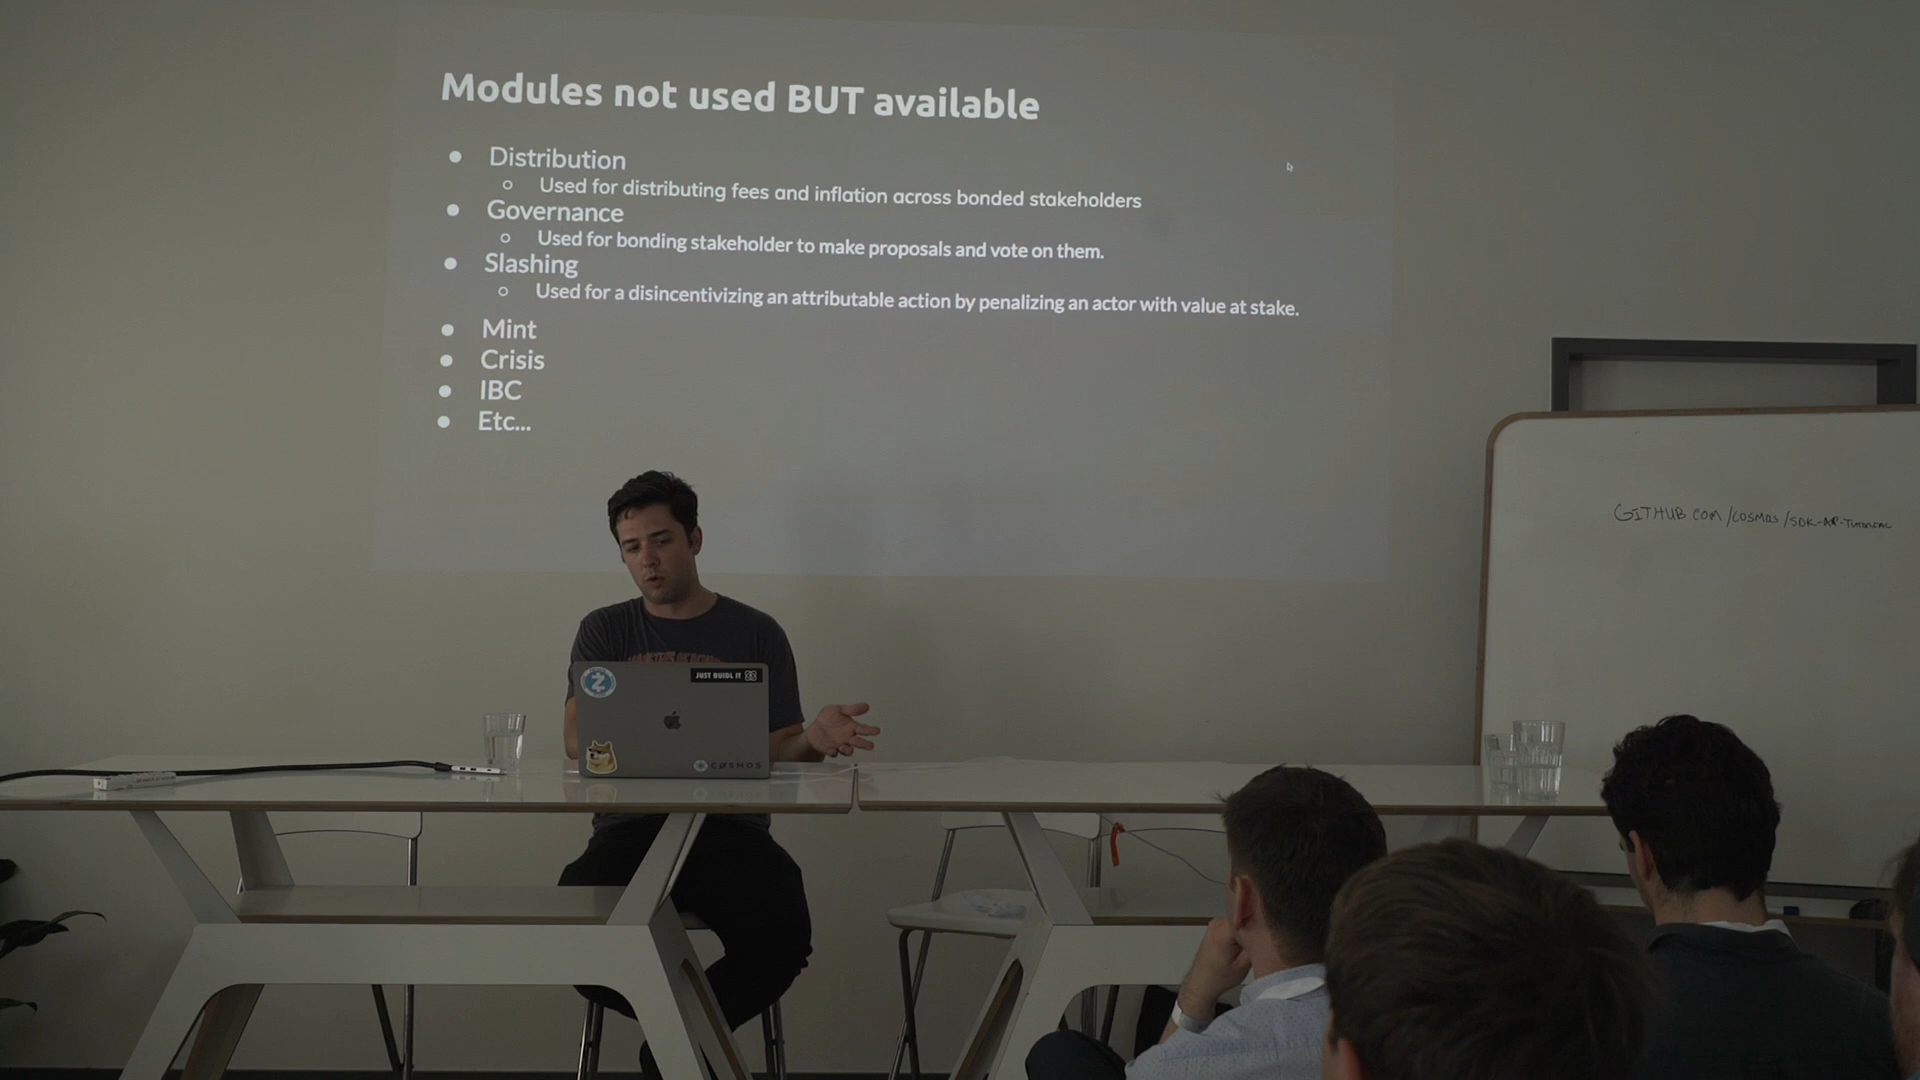 Modules not used BUT available
● Distribution
○ Used for distributing fees and inflation across bonded stakeholders
● Governance
○ Used for bonding stakeholder to make proposals and vote on them.
● Slashing
○ Used for a disincentivizing an attributable action by penalizing an actor with value at stake.
● Mint
● Crisis
● IBC
● Etc...
GITHUB.COM/COSMOS/SDK-AP-TUTORIAL
JUST BUIDL IT
COSMOS